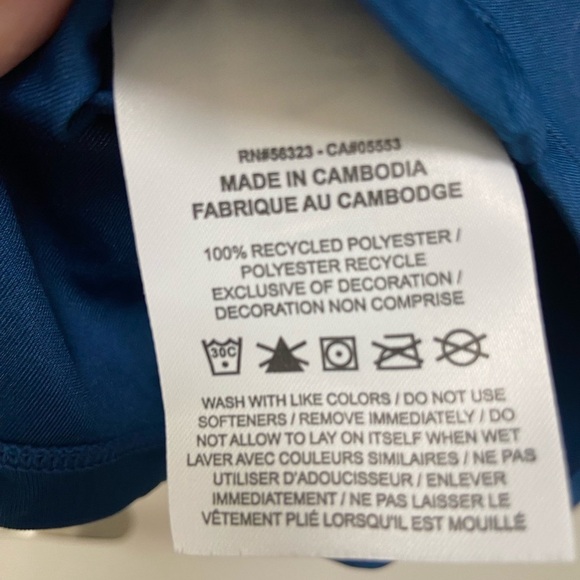 RN#56323 - CA#05553
MADE IN CAMBODIA
FABRIQUE AU CAMBODGE
100% RECYCLED POLYESTER /
POLYESTER RECYCLE
EXCLUSIVE OF DECORATION /
DECORATION NON COMPRISE
30C
WASH WITH LIKE COLORS / DO NOT USE
SOFTENERS / REMOVE IMMEDIATELY / DO
NOT ALLOW TO LAY ON ITSELF WHEN WET
LAVER AVEC COULEURS SIMILAIRES / NE PAS
UTILISER D'ADOUCISSEUR / ENLEVER
IMMEDIATEMENT / NE PAS LAISSER LE
VÊTEMENT PLIÉ LORSQU'IL EST MOUILLÉ